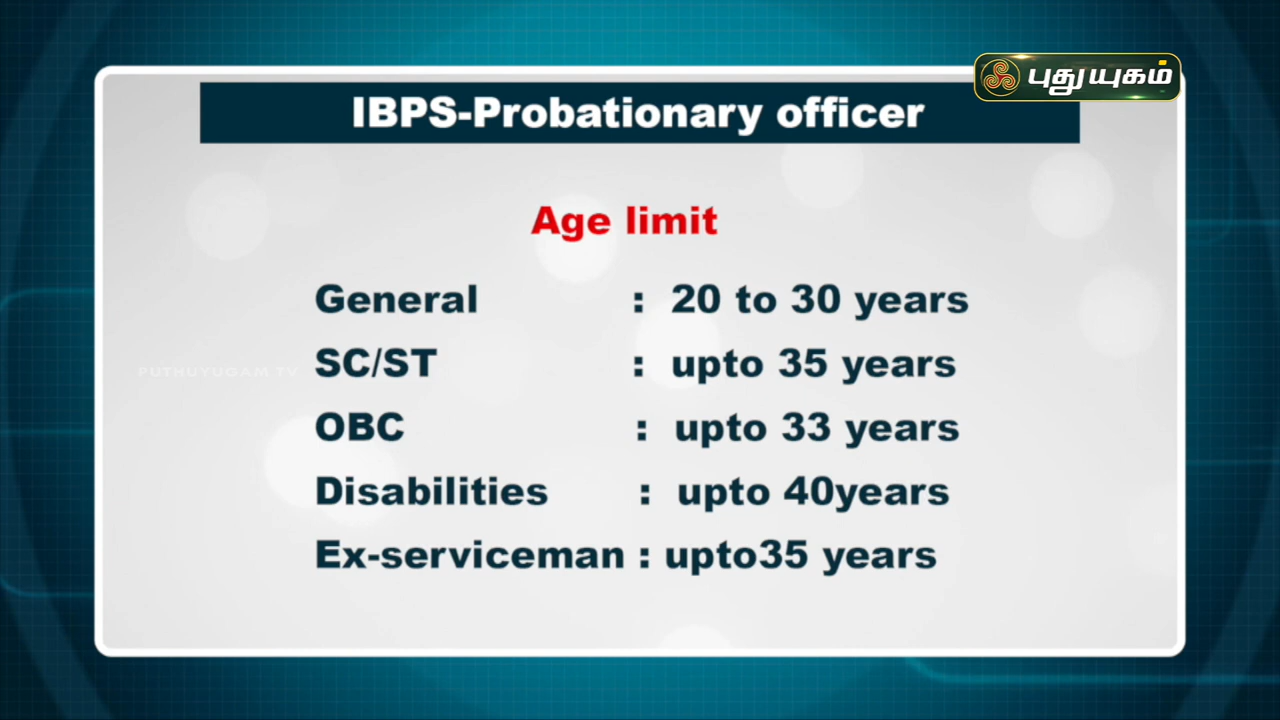 புதுயுகம்
IBPS-Probationary officer
Age limit
General : 20 to 30 years
SC/ST : upto 35 years
PUTHUYUGAM TV
OBC : upto 33 years
Disabilities : upto 40years
Ex-serviceman : upto35 years